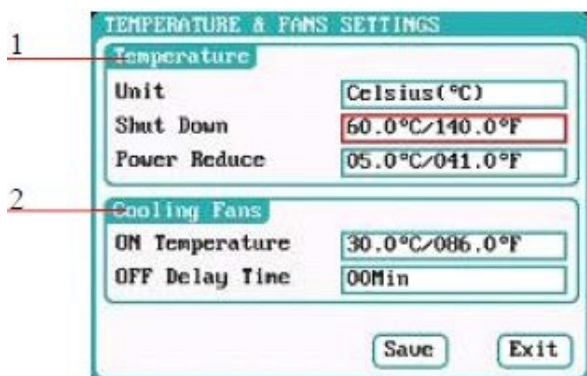 TEMPERATURE & FANS SETTINGS
1
Temperature
Unit Celsius(°C)
Shut Down 60.0°C/140.0°F
Power Reduce 05.0°C/041.0°F
2
Cooling Fans
ON Temperature 30.0°C/086.0°F
OFF Delay Time 00Min
Save Exit